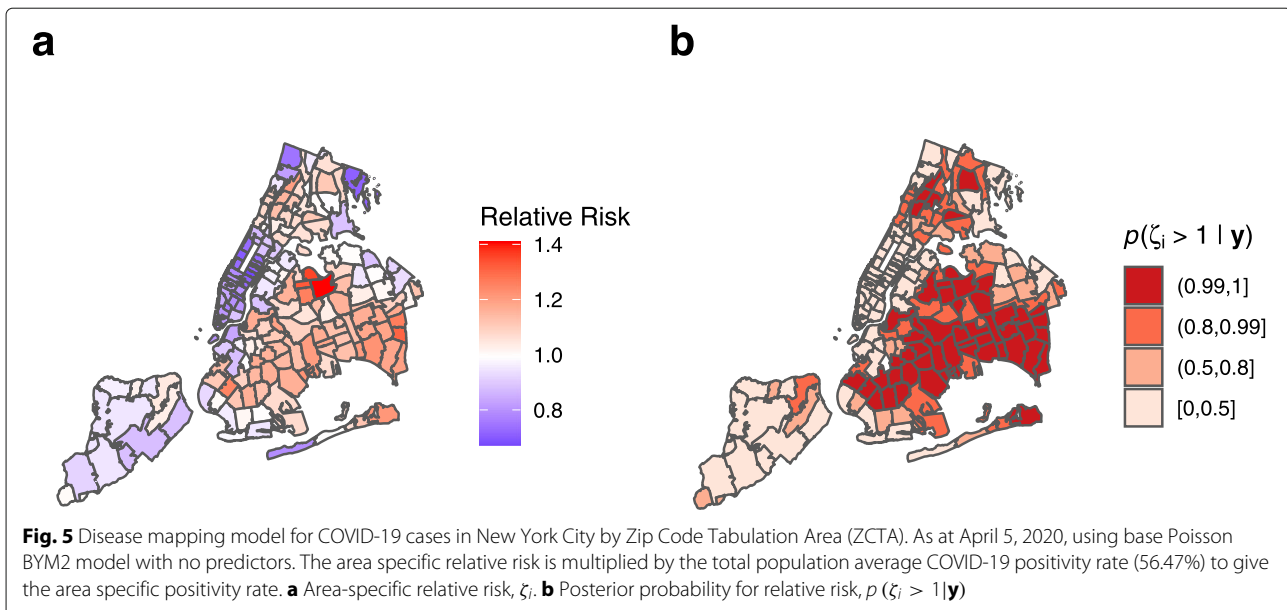 a
b
Relative Risk
1.4
1.2
1.0
0.8
p(ζi > 1 | y)
(0.99,1]
(0.8,0.99]
(0.5,0.8]
[0,0.5]
Fig. 5 Disease mapping model for COVID-19 cases in New York City by Zip Code Tabulation Area (ZCTA). As at April 5, 2020, using base Poisson
BYM2 model with no predictors. The area specific relative risk is multiplied by the total population average COVID-19 positivity rate (56.47%) to give
the area specific positivity rate. a Area-specific relative risk, ζi. b Posterior probability for relative risk, p (ζi > 1|y)